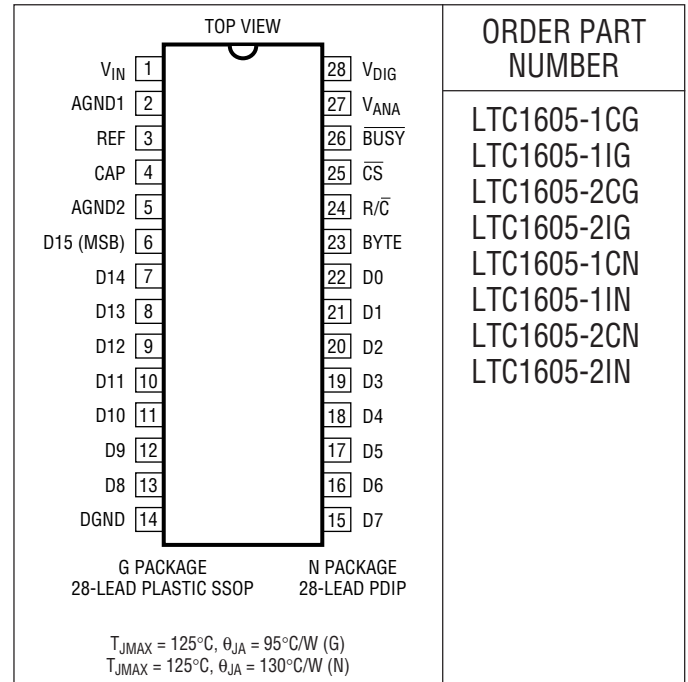 TOP VIEW
V_IN 1
AGND1 2
REF 3
CAP 4
AGND2 5
D15 (MSB) 6
D14 7
D13 8
D12 9
D11 10
D10 11
D9 12
D8 13
DGND 14
28 V_DIG
27 V_ANA
26 B̅U̅S̅Y̅
25 C̅S̅
24 R/C̅
23 BYTE
22 D0
21 D1
20 D2
19 D3
18 D4
17 D5
16 D6
15 D7
G PACKAGE
28-LEAD PLASTIC SSOP
N PACKAGE
28-LEAD PDIP
T_JMAX = 125°C, θ_JA = 95°C/W (G)
T_JMAX = 125°C, θ_JA = 130°C/W (N)
ORDER PART
NUMBER
LTC1605-1CG
LTC1605-1IG
LTC1605-2CG
LTC1605-2IG
LTC1605-1CN
LTC1605-1IN
LTC1605-2CN
LTC1605-2IN